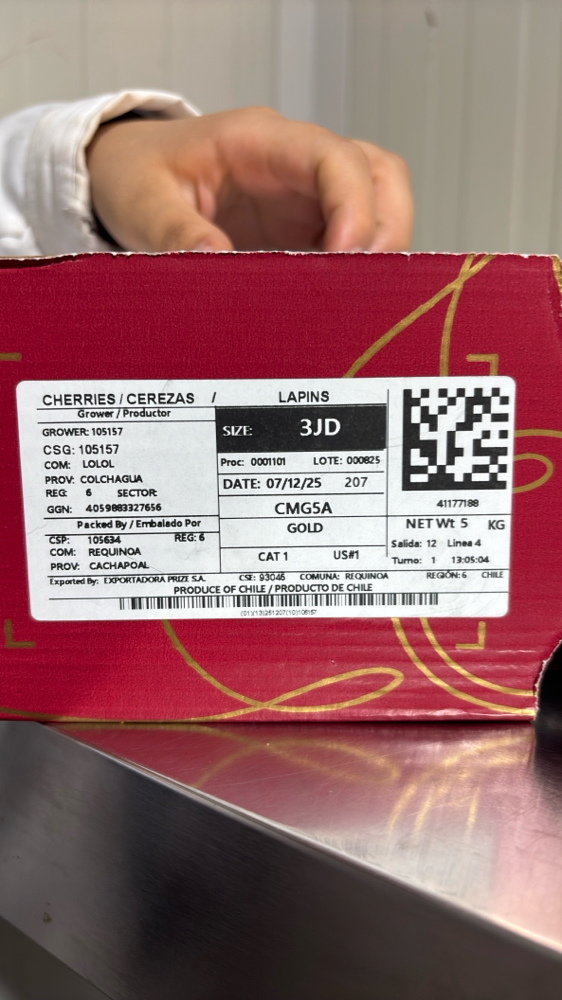 CHERRIES / CEREZAS / LAPINS
Grower / Productor
GROWER: 105157
CSG: 105157
COM: LOLOL
PROV: COLCHAGUA
REG: 6 SECTOR:
GGN: 4059883327656
Packed By / Embalado Por
CSP: 105634 REG: 6
COM: REQUINOA
PROV: CACHAPOAL
SIZE: 3JD
Proc: 0001101 LOTE: 000825
DATE: 07/12/25 207
CMG5A
GOLD
CAT 1 US#1
41177188
NET Wt 5 KG
Salida: 12 Linea 4
Turno: 1 13:05:04
Exported By: EXPORTADORA PRIZE S.A. CSE: 93046 COMUNA: REQUINOA REGIÓN: 6 CHILE
PRODUCE OF CHILE / PRODUCTO DE CHILE